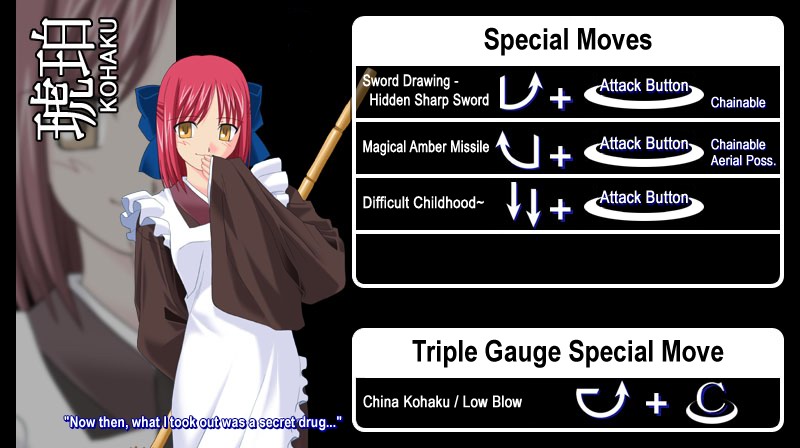 琥珀
KOHAKU
Special Moves
Sword Drawing -
Hidden Sharp Sword
+
Attack Button
Chainable
Magical Amber Missile
+
Attack Button
Chainable
Aerial Poss.
Difficult Childhood~
+
Attack Button
Triple Gauge Special Move
China Kohaku / Low Blow
+
C
"Now then, what I took out was a secret drug..."